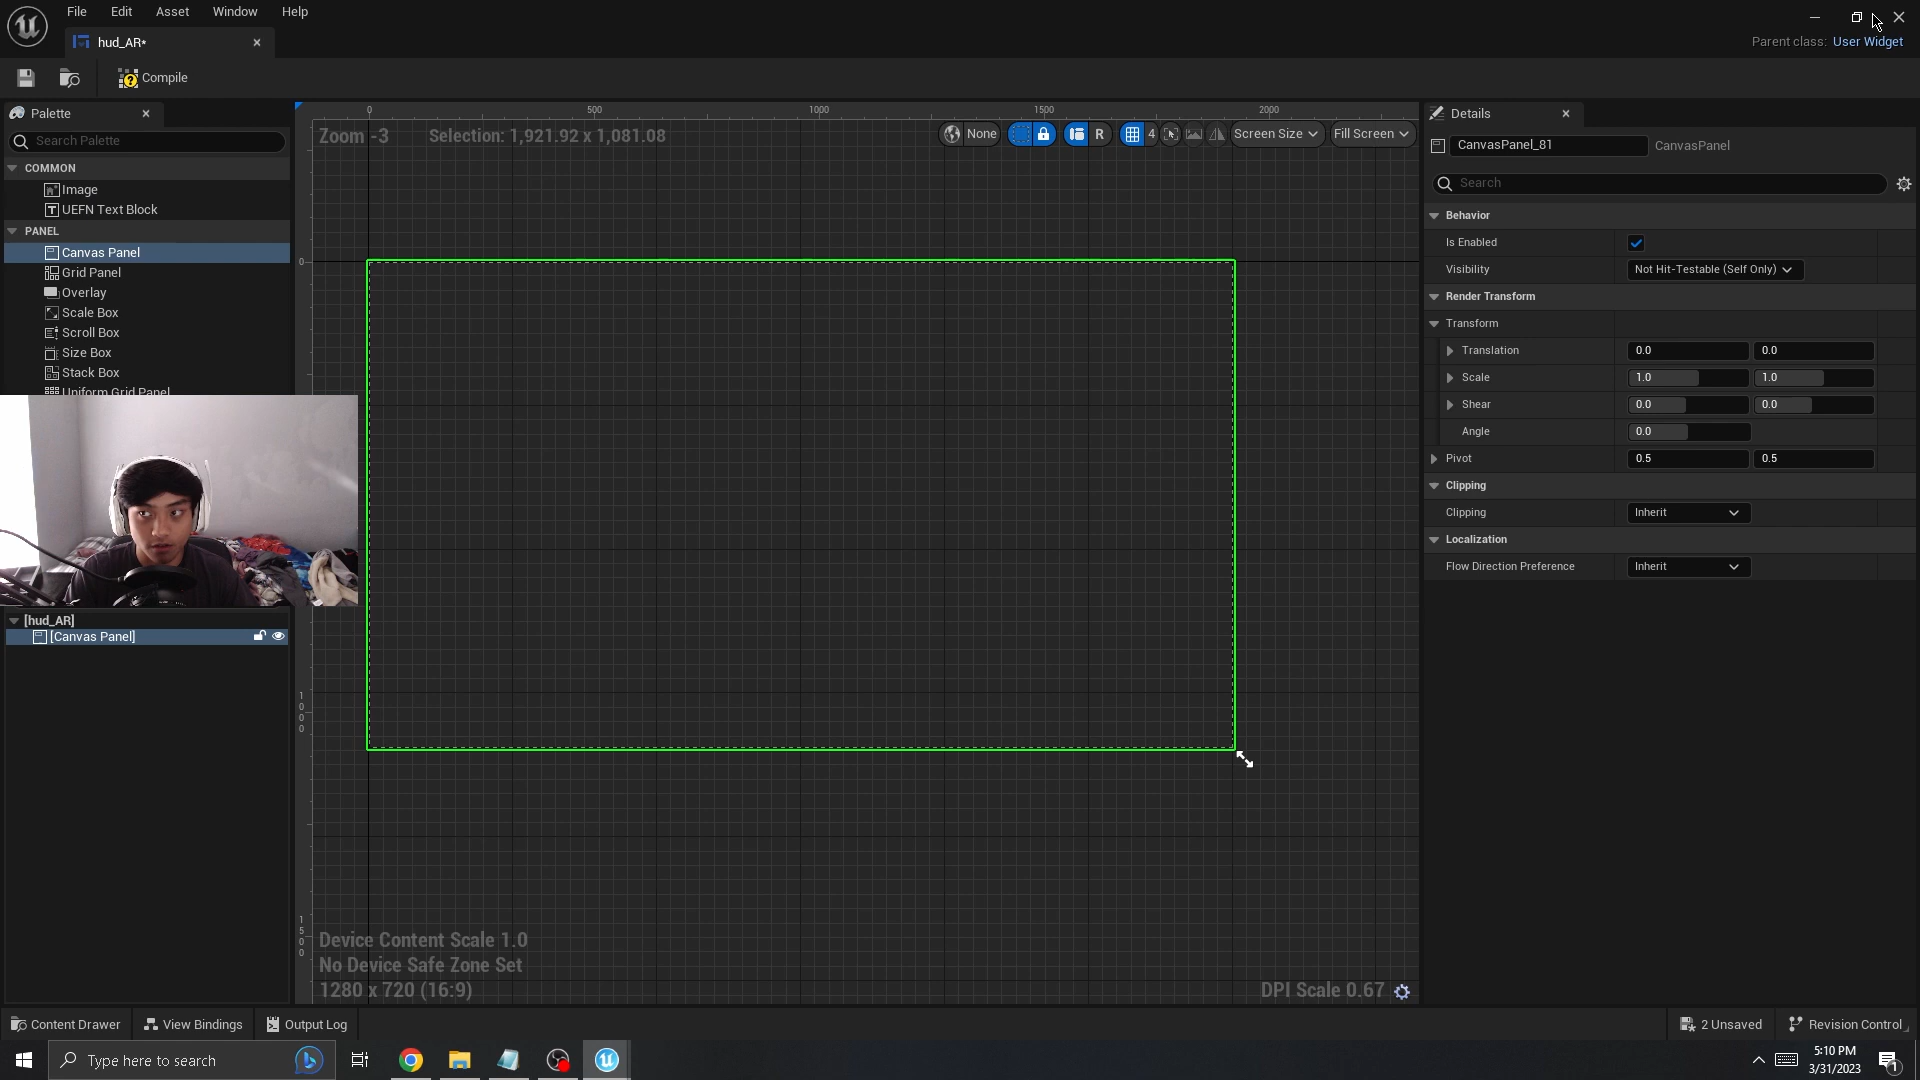 File Edit Asset Window Help
hud_AR*
Parent class: User Widget
Compile
Palette
Search Palette
COMMON
Image
UEFN Text Block
PANEL
Canvas Panel
Grid Panel
Overlay
Scale Box
Scroll Box
Size Box
Stack Box
Uniform Grid Panel
[hud_AR]
[Canvas Panel]
0 500 1000 1500 2000
Zoom -3 Selection: 1,921.92 x 1,081.08
None R 4 Screen Size Fill Screen
0
1000
1500
Device Content Scale 1.0
No Device Safe Zone Set
1280 x 720 (16:9)
DPI Scale 0.67
Details
CanvasPanel_81 CanvasPanel
Search
Behavior
Is Enabled
Visibility Not Hit-Testable (Self Only)
Render Transform
Transform
Translation 0.0 0.0
Scale 1.0 1.0
Shear 0.0 0.0
Angle 0.0
Pivot 0.5 0.5
Clipping
Clipping Inherit
Localization
Flow Direction Preference Inherit
Content Drawer View Bindings Output Log 2 Unsaved Revision Control
Type here to search
5:10 PM
3/31/2023
1